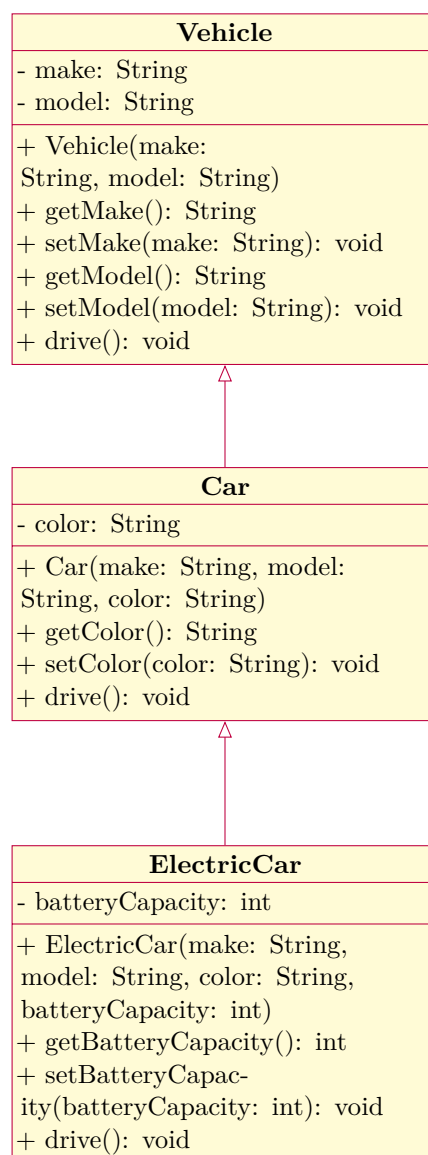 Vehicle
- make: String
- model: String
+ Vehicle(make:
String, model: String)
+ getMake(): String
+ setMake(make: String): void
+ getModel(): String
+ setModel(model: String): void
+ drive(): void
Car
- color: String
+ Car(make: String, model:
String, color: String)
+ getColor(): String
+ setColor(color: String): void
+ drive(): void
ElectricCar
- batteryCapacity: int
+ ElectricCar(make: String,
model: String, color: String,
batteryCapacity: int)
+ getBatteryCapacity(): int
+ setBatteryCapac-
ity(batteryCapacity: int): void
+ drive(): void